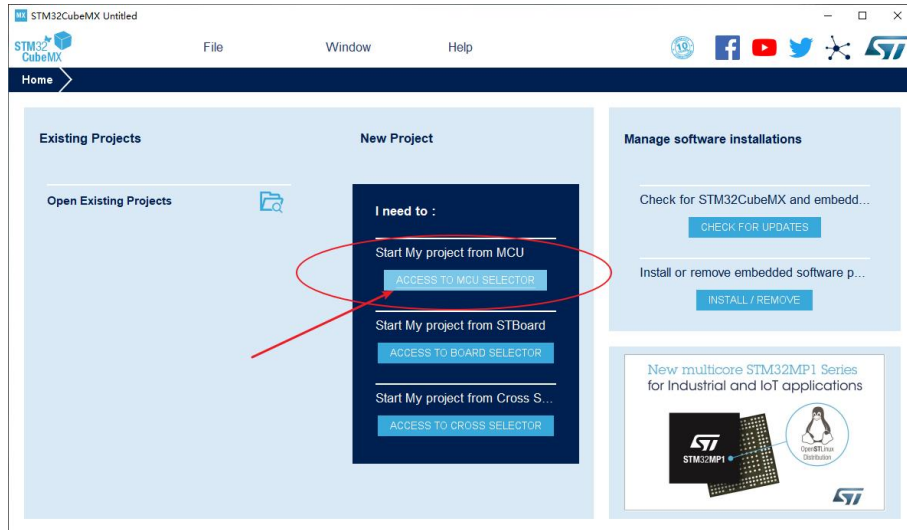 MX STM32CubeMX Untitled
STM32
CubeMX
File
Window
Help
10
Home
Existing Projects
Open Existing Projects
New Project
I need to :
Start My project from MCU
ACCESS TO MCU SELECTOR
Start My project from STBoard
ACCESS TO BOARD SELECTOR
Start My project from Cross S...
ACCESS TO CROSS SELECTOR
Manage software installations
Check for STM32CubeMX and embedd...
CHECK FOR UPDATES
Install or remove embedded software p...
INSTALL / REMOVE
New multicore STM32MP1 Series
for Industrial and IoT applications
STM32MP1
OpenSTLinux
Distribution